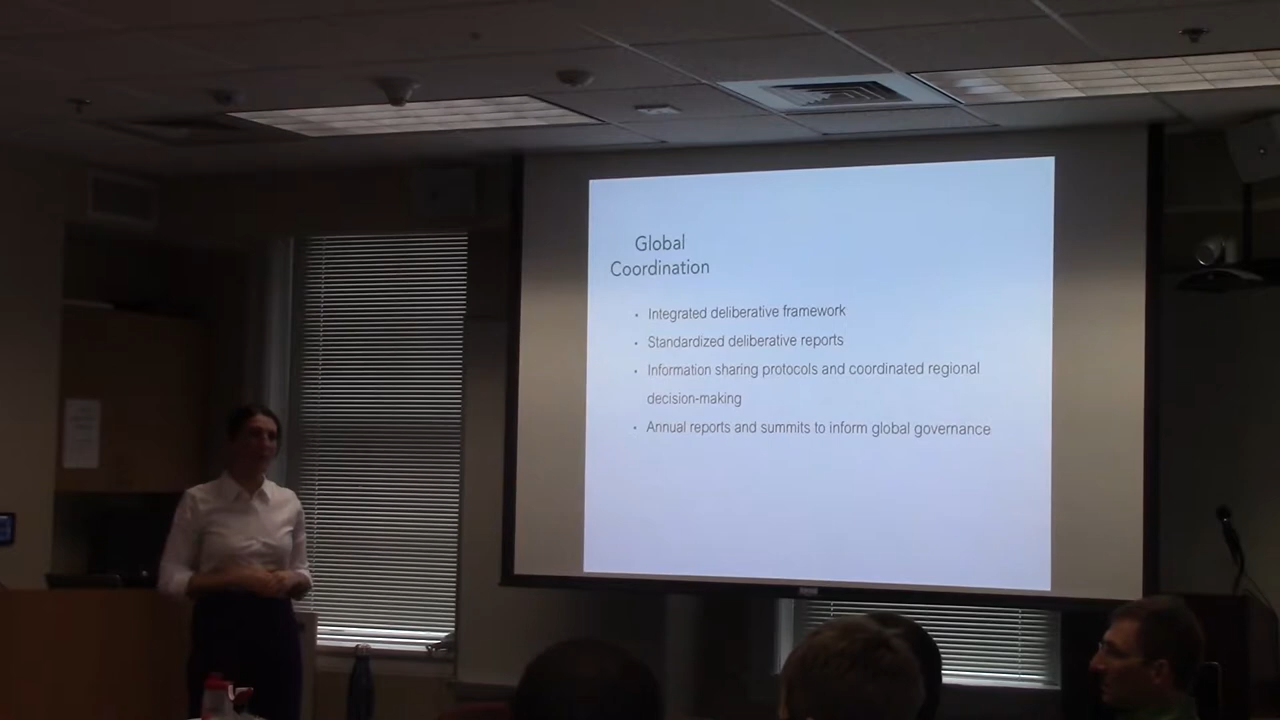 Global
Coordination
• Integrated deliberative framework
• Standardized deliberative reports
• Information sharing protocols and coordinated regional
decision-making
• Annual reports and summits to inform global governance